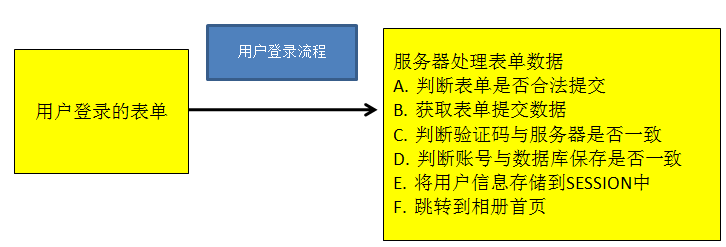 用户登录流程
用户登录的表单
服务器处理表单数据
A. 判断表单是否合法提交
B. 获取表单提交数据
C. 判断验证码与服务器是否一致
D. 判断账号与数据库保存是否一致
E. 将用户信息存储到SESSION中
F. 跳转到相册首页